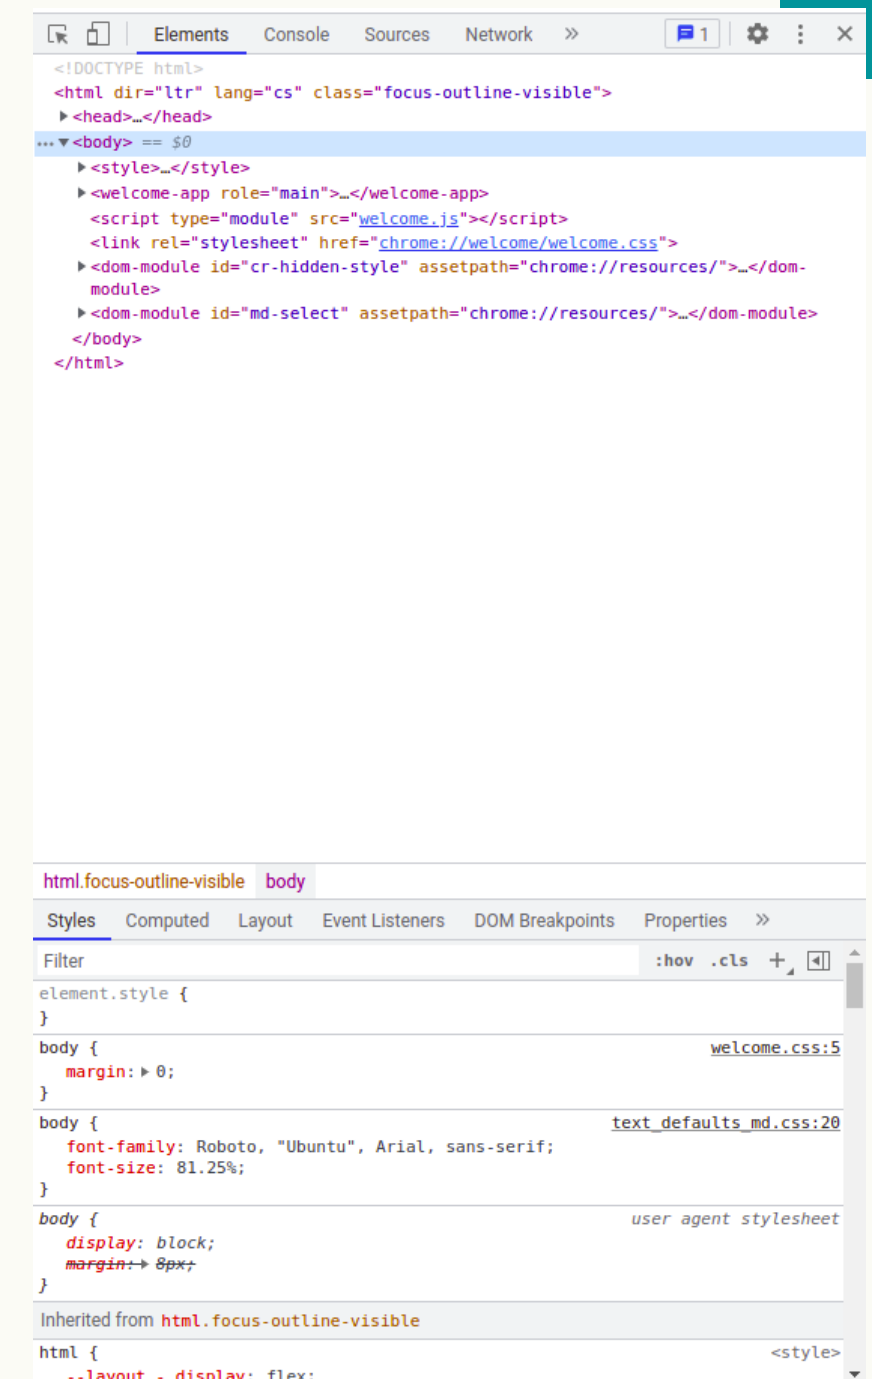 Elements Console Sources Network » 1
<!DOCTYPE html>
<html dir="ltr" lang="cs" class="focus-outline-visible">
<head>…</head>
<body> == $0
<style>…</style>
<welcome-app role="main">…</welcome-app>
<script type="module" src="welcome.js"></script>
<link rel="stylesheet" href="chrome://welcome/welcome.css">
<dom-module id="cr-hidden-style" assetpath="chrome://resources/">…</dom-
module>
<dom-module id="md-select" assetpath="chrome://resources/">…</dom-module>
</body>
</html>
html.focus-outline-visible body
Styles Computed Layout Event Listeners DOM Breakpoints Properties »
Filter :hov .cls +
element.style {
}
body { welcome.css:5
margin: 0;
}
body { text_defaults_md.css:20
font-family: Roboto, "Ubuntu", Arial, sans-serif;
font-size: 81.25%;
}
body { user agent stylesheet
display: block;
margin: 8px;
}
Inherited from html.focus-outline-visible
html { <style>
--layout - display: flex;